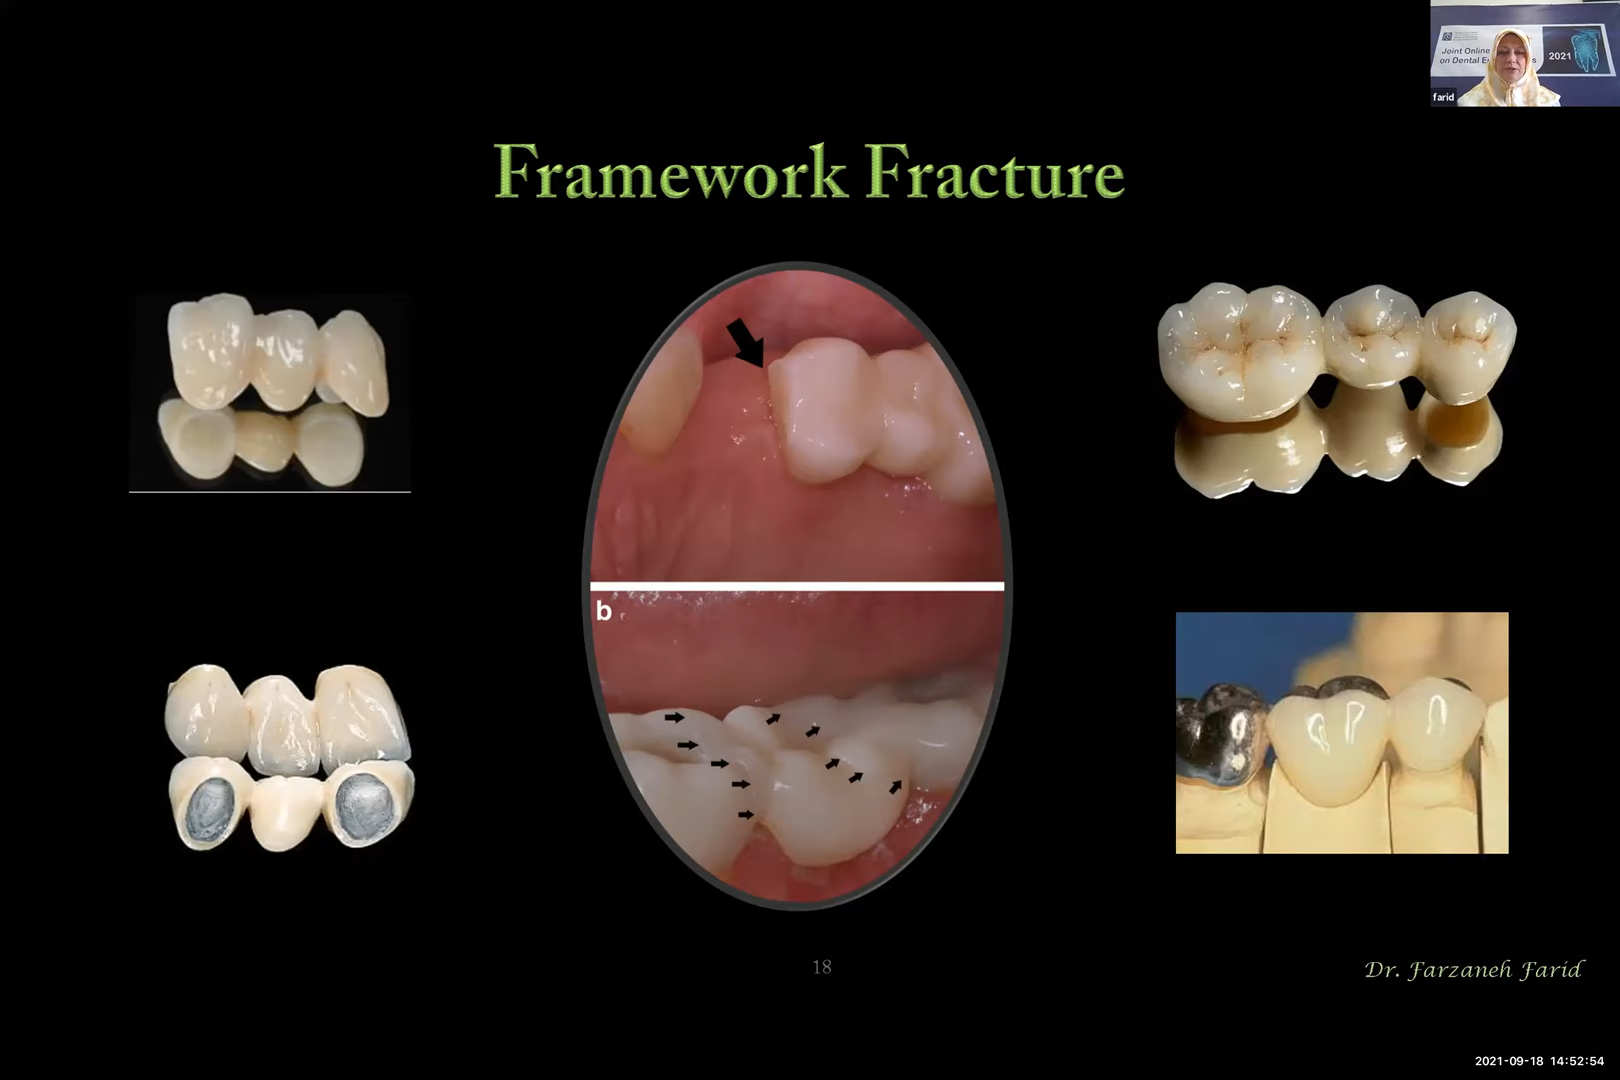 Joint Online
on Dental E
s
2021
farid
Framework Fracture
b
18
Dr. Farzaneh Farid
2021-09-18 14:52:54